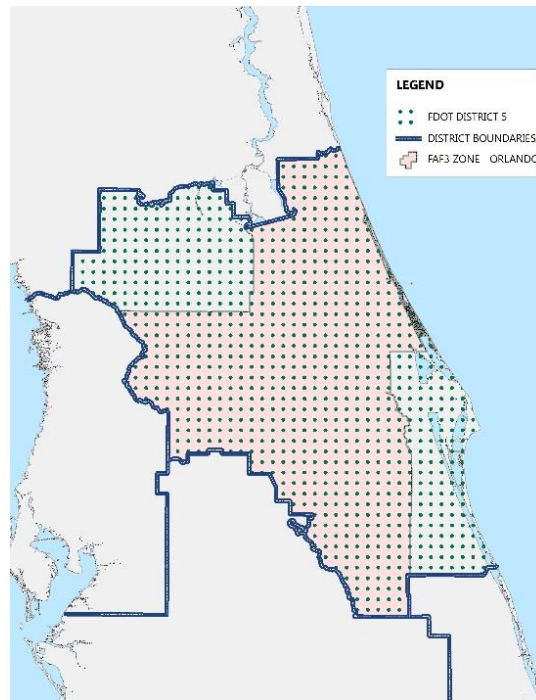 LEGEND
FDOT DISTRICT 5
DISTRICT BOUNDARIES
FAF3 ZONE ORLANDO